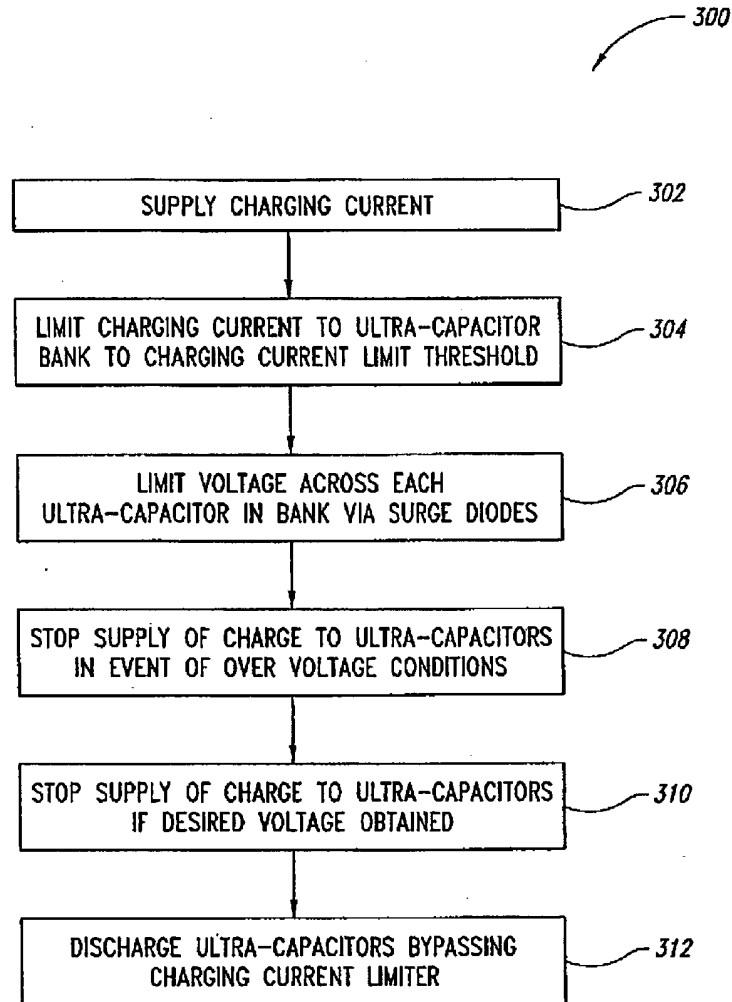 300
SUPPLY CHARGING CURRENT
302
LIMIT CHARGING CURRENT TO ULTRA-CAPACITOR
BANK TO CHARGING CURRENT LIMIT THRESHOLD
304
LIMIT VOLTAGE ACROSS EACH
ULTRA-CAPACITOR IN BANK VIA SURGE DIODES
306
STOP SUPPLY OF CHARGE TO ULTRA-CAPACITORS
IN EVENT OF OVER VOLTAGE CONDITIONS
308
STOP SUPPLY OF CHARGE TO ULTRA-CAPACITORS
IF DESIRED VOLTAGE OBTAINED
310
DISCHARGE ULTRA-CAPACITORS BYPASSING
CHARGING CURRENT LIMITER
312